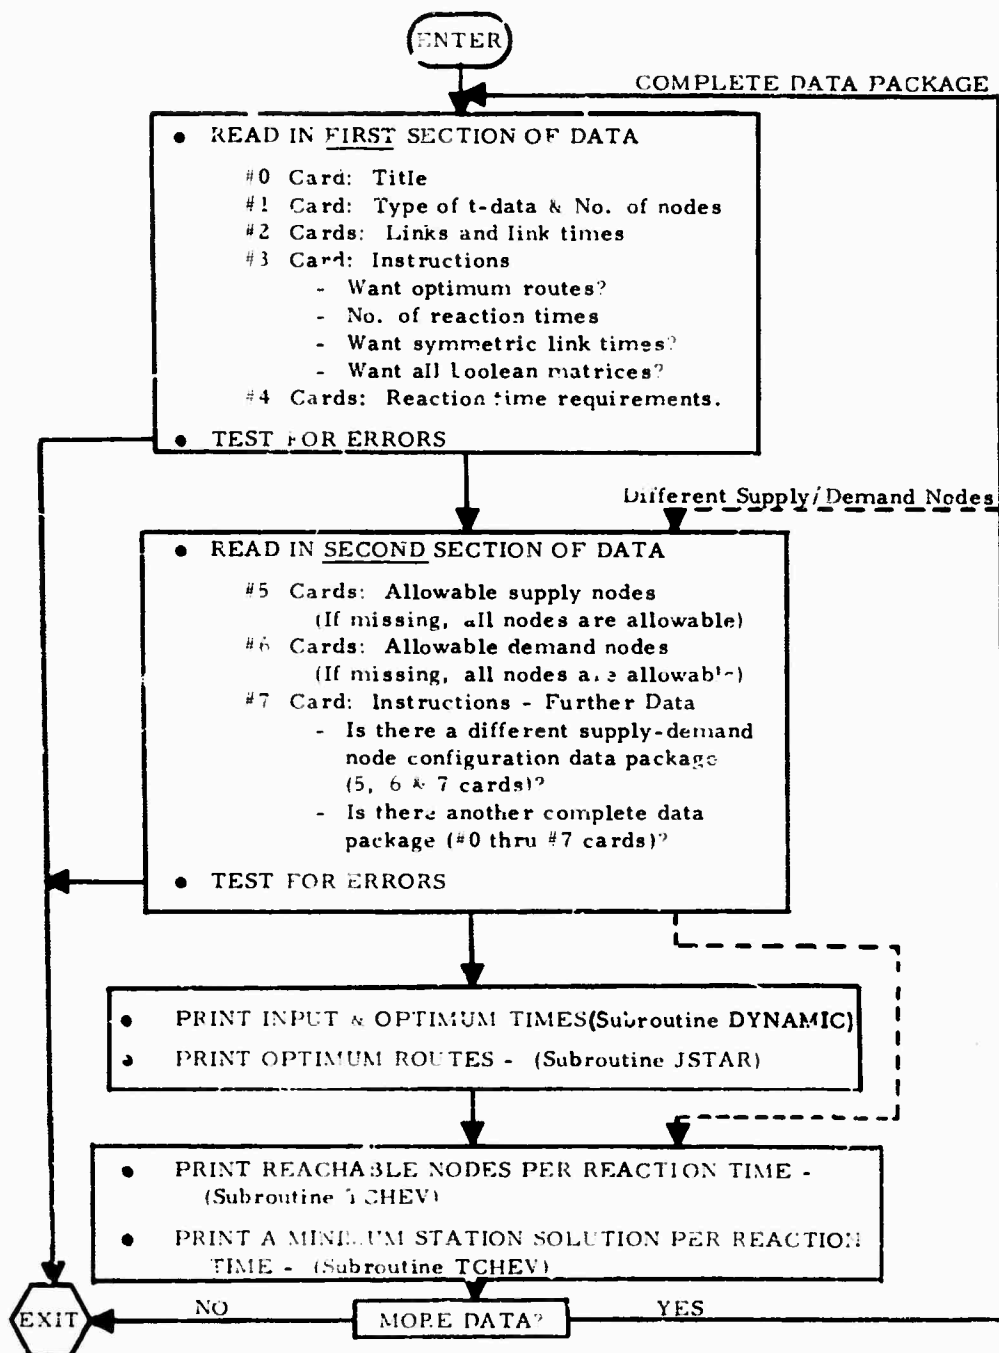 ENTER
COMPLETE DATA PACKAGE
• READ IN FIRST SECTION OF DATA
#0 Card: Title
#1 Card: Type of t-data & No. of nodes
#2 Cards: Links and link times
#3 Card: Instructions
- Want optimum routes?
- No. of reaction times
- Want symmetric link times?
- Want all Loolean matrices?
#4 Cards: Reaction time requirements.
• TEST FOR ERRORS
Different Supply/Demand Nodes
• READ IN SECOND SECTION OF DATA
#5 Cards: Allowable supply nodes
(If missing, all nodes are allowable)
#6 Cards: Allowable demand nodes
(If missing, all nodes are allowable)
#7 Card: Instructions - Further Data
- Is there a different supply-demand
node configuration data package
(5, 6 & 7 cards)?
- Is there another complete data
package (#0 thru #7 cards)?
• TEST FOR ERRORS
• PRINT INPUT & OPTIMUM TIMES(Subroutine DYNAMIC)
• PRINT OPTIMUM ROUTES - (Subroutine JSTAR)
• PRINT REACHABLE NODES PER REACTION TIME -
(Subroutine TCHEV)
• PRINT A MINIMUM STATION SOLUTION PER REACTION
TIME - (Subroutine TCHEV)
EXIT
NO
MORE DATA?
YES